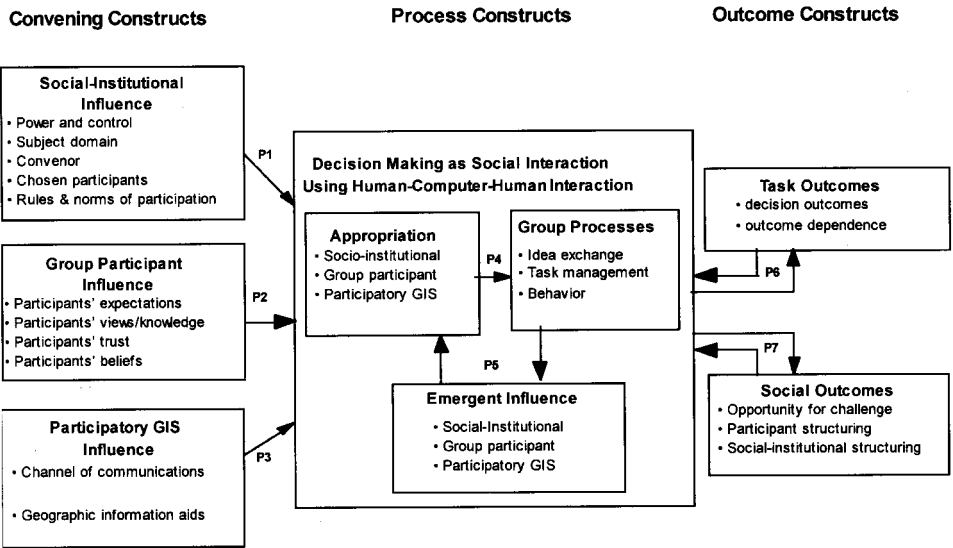 Convening Constructs
Process Constructs
Outcome Constructs
Social-Institutional
Influence
• Power and control
• Subject domain
• Convenor
• Chosen participants
• Rules & norms of participation
P1
Group Participant
Influence
• Participants' expectations
• Participants' views/knowledge
• Participants' trust
• Participants' beliefs
P2
Participatory GIS
Influence
• Channel of communications
• Geographic information aids
P3
Decision Making as Social Interaction
Using Human-Computer-Human Interaction
Appropriation
• Socio-institutional
• Group participant
• Participatory GIS
P4
Group Processes
• Idea exchange
• Task management
• Behavior
P5
Emergent Influence
• Social-Institutional
• Group participant
• Participatory GIS
Task Outcomes
• decision outcomes
• outcome dependence
P6
P7
Social Outcomes
• Opportunity for challenge
• Participant structuring
• Social-institutional structuring